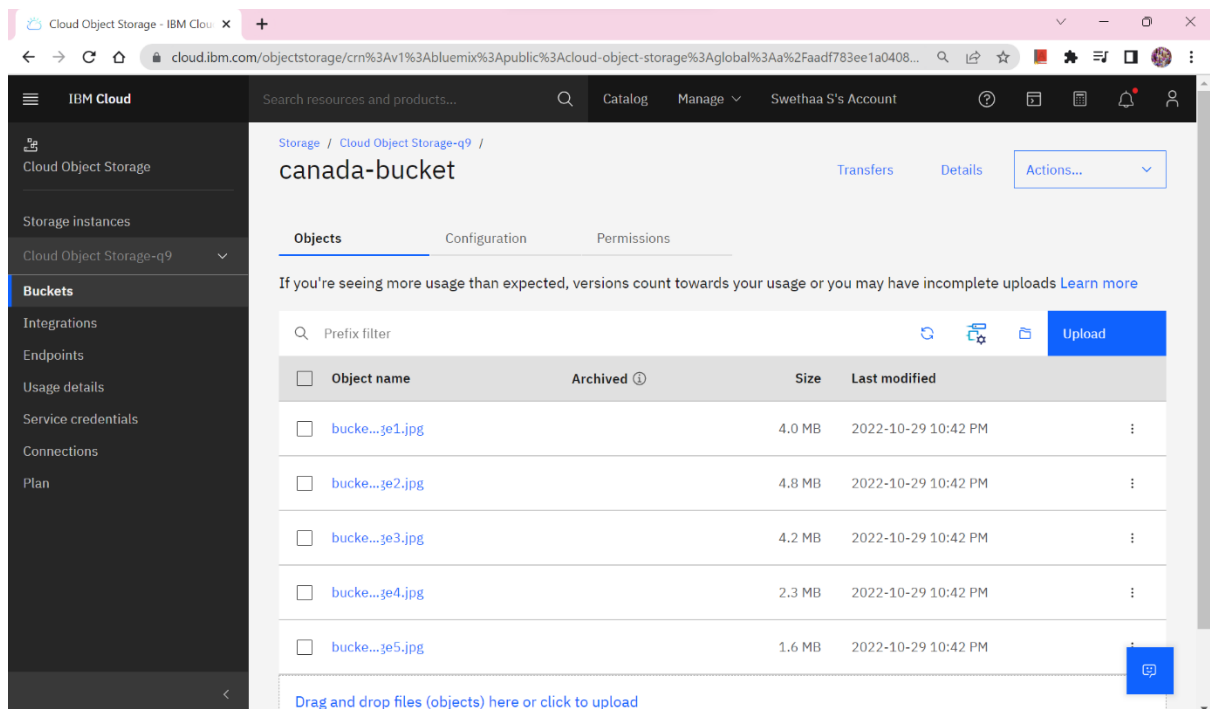 Cloud Object Storage - IBM Clou
cloud.ibm.com/objectstorage/crn%3Av1%3Abluemix%3Apublic%3Acloud-object-storage%3Aglobal%3Aa%2Faadf783ee1a0408...
IBM Cloud
Search resources and products...
Catalog
Manage
Swethaa S's Account
Cloud Object Storage
Storage instances
Cloud Object Storage-q9
Buckets
Integrations
Endpoints
Usage details
Service credentials
Connections
Plan
Storage / Cloud Object Storage-q9 /
canada-bucket
Transfers
Details
Actions...
Objects
Configuration
Permissions
If you're seeing more usage than expected, versions count towards your usage or you may have incomplete uploads Learn more
Prefix filter
Upload
Object name Archived Size Last modified
bucke...ge1.jpg 4.0 MB 2022-10-29 10:42 PM
bucke...ge2.jpg 4.8 MB 2022-10-29 10:42 PM
bucke...ge3.jpg 4.2 MB 2022-10-29 10:42 PM
bucke...ge4.jpg 2.3 MB 2022-10-29 10:42 PM
bucke...ge5.jpg 1.6 MB 2022-10-29 10:42 PM
Drag and drop files (objects) here or click to upload